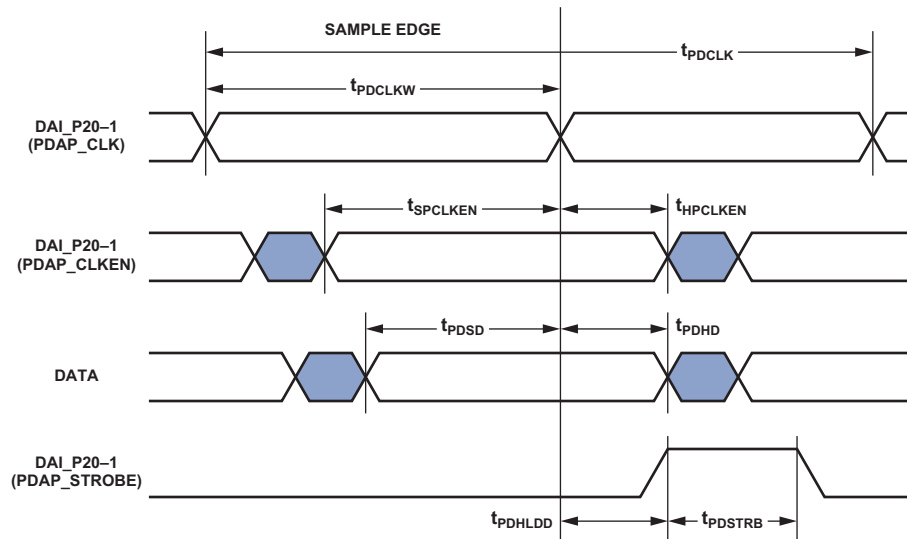 SAMPLE EDGE
tPDCLK
tPDCLKW
DAI_P20–1
(PDAP_CLK)
tSPCLKEN
tHPCLKEN
DAI_P20–1
(PDAP_CLKEN)
tPDSD
tPDHD
DATA
DAI_P20–1
(PDAP_STROBE)
tPDHLDD
tPDSTRB